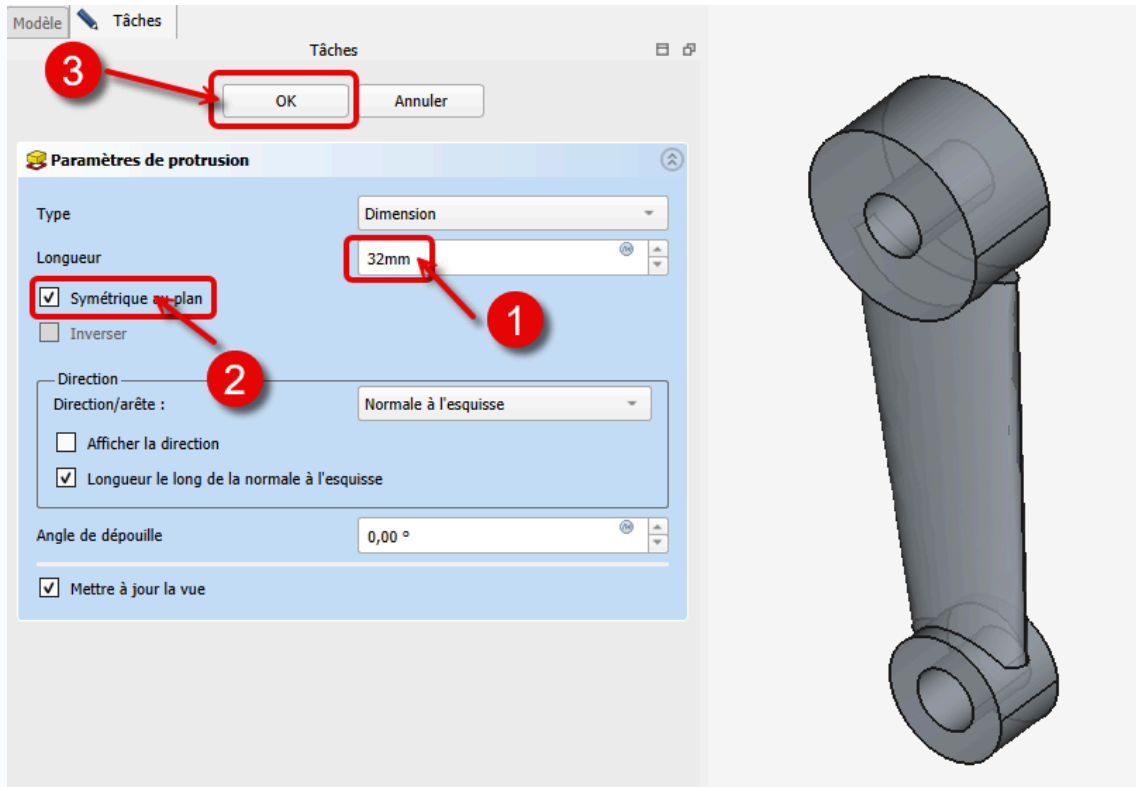 Modèle Tâches
Tâches
3
OK Annuler
Paramètres de protrusion
Type Dimension
Longueur 32mm
Symétrique au plan
1
Inverser
2
Direction
Direction/arête : Normale à l'esquisse
Afficher la direction
Longueur le long de la normale à l'esquisse
Angle de dépouille 0,00 °
Mettre à jour la vue